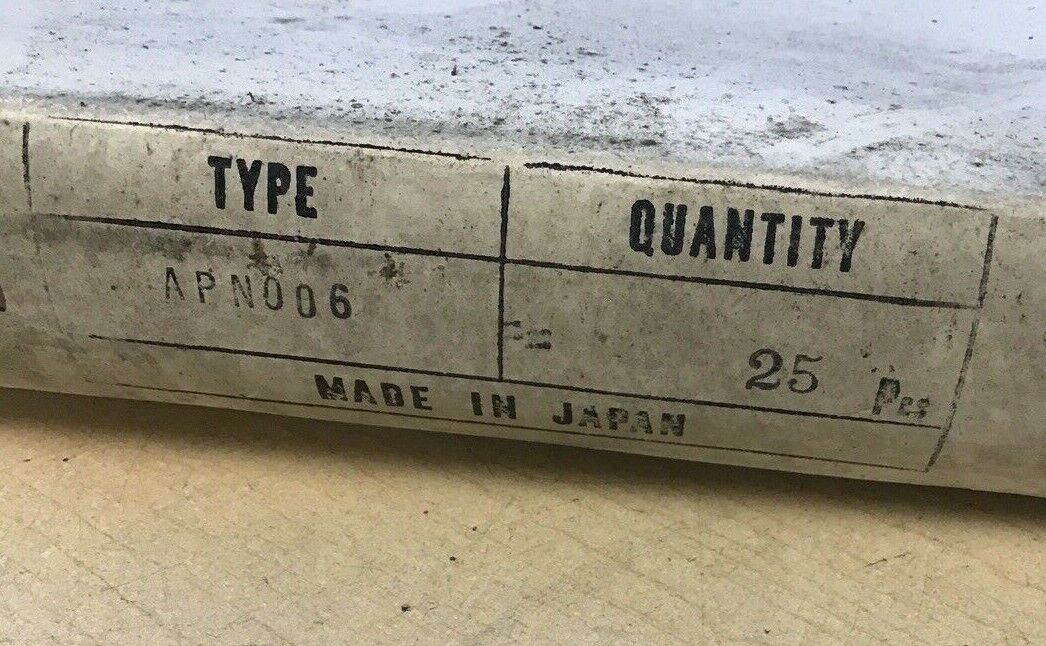 TYPE QUANTITY
APN006 25 Pcs
MADE IN JAPAN